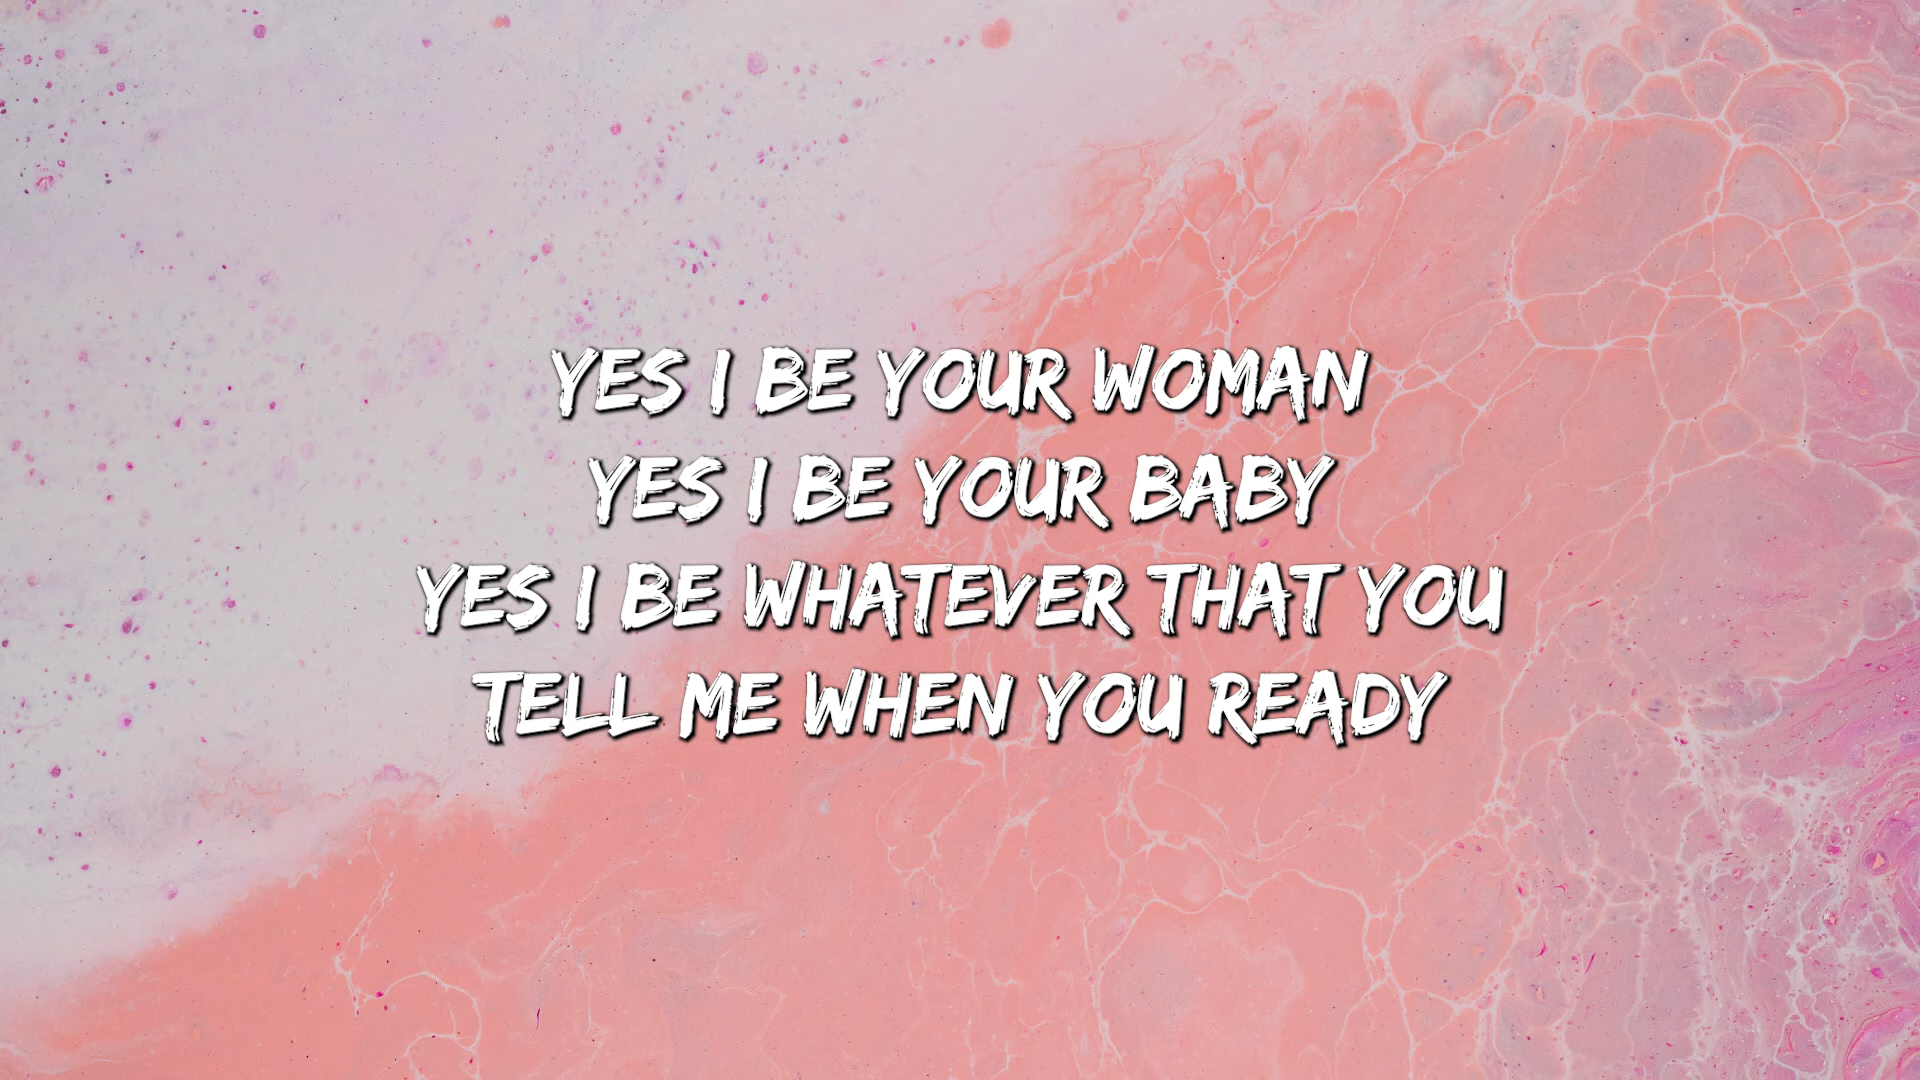 YES I BE YOUR WOMAN
YES I BE YOUR BABY
YES I BE WHATEVER THAT YOU
TELL ME WHEN YOU READY